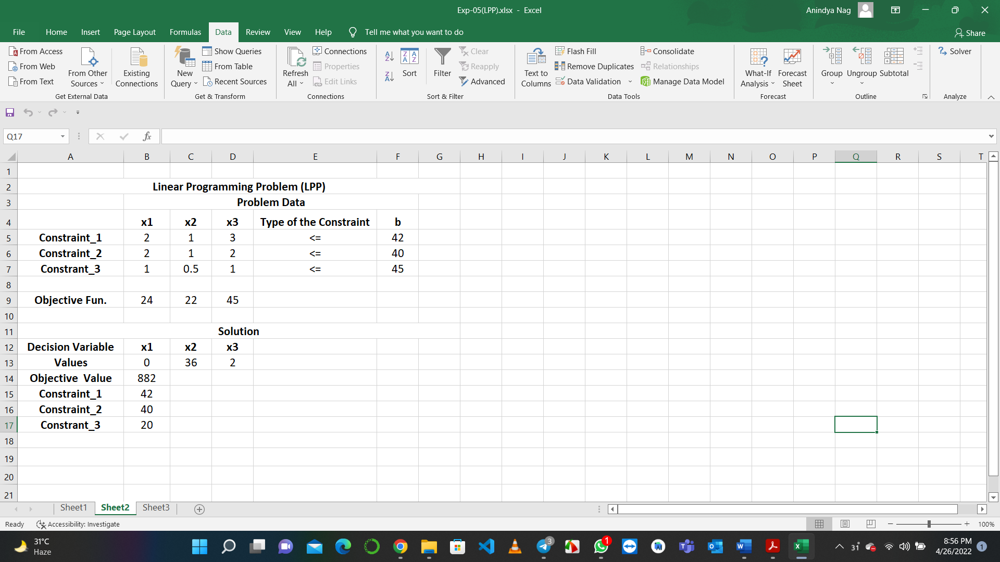 Exp-05(LPP).xlsx - Excel
Anindya Nag
File Home Insert Page Layout Formulas Data Review View Help Tell me what you want to do
Share
From Access
From Web
From Text
From Other Sources
Existing Connections
Get External Data
New Query
Show Queries
From Table
Recent Sources
Get & Transform
Refresh All
Connections
Properties
Edit Links
Connections
Sort
Filter
Clear
Reapply
Advanced
Sort & Filter
Text to Columns
Flash Fill
Remove Duplicates
Data Validation
Consolidate
Relationships
Manage Data Model
Data Tools
What-If Analysis
Forecast Sheet
Forecast
Group
Ungroup
Subtotal
Outline
Solver
Analyze
Q17
fx
A B C D E F G H I J K L M N O P Q R S T
1
2 Linear Programming Problem (LPP)
3 Problem Data
4 x1 x2 x3 Type of the Constraint b
5 Constraint_1 2 1 3 <= 42
6 Constraint_2 2 1 2 <= 40
7 Constrant_3 1 0.5 1 <= 45
8
9 Objective Fun. 24 22 45
10
11 Solution
12 Decision Variable x1 x2 x3
13 Values 0 36 2
14 Objective Value 882
15 Constraint_1 42
16 Constraint_2 40
17 Constrant_3 20
18
19
20
21
Sheet1 Sheet2 Sheet3
Ready Accessibility: Investigate
100%
31°C
Haze
3
1
8:56 PM
4/26/2022
1